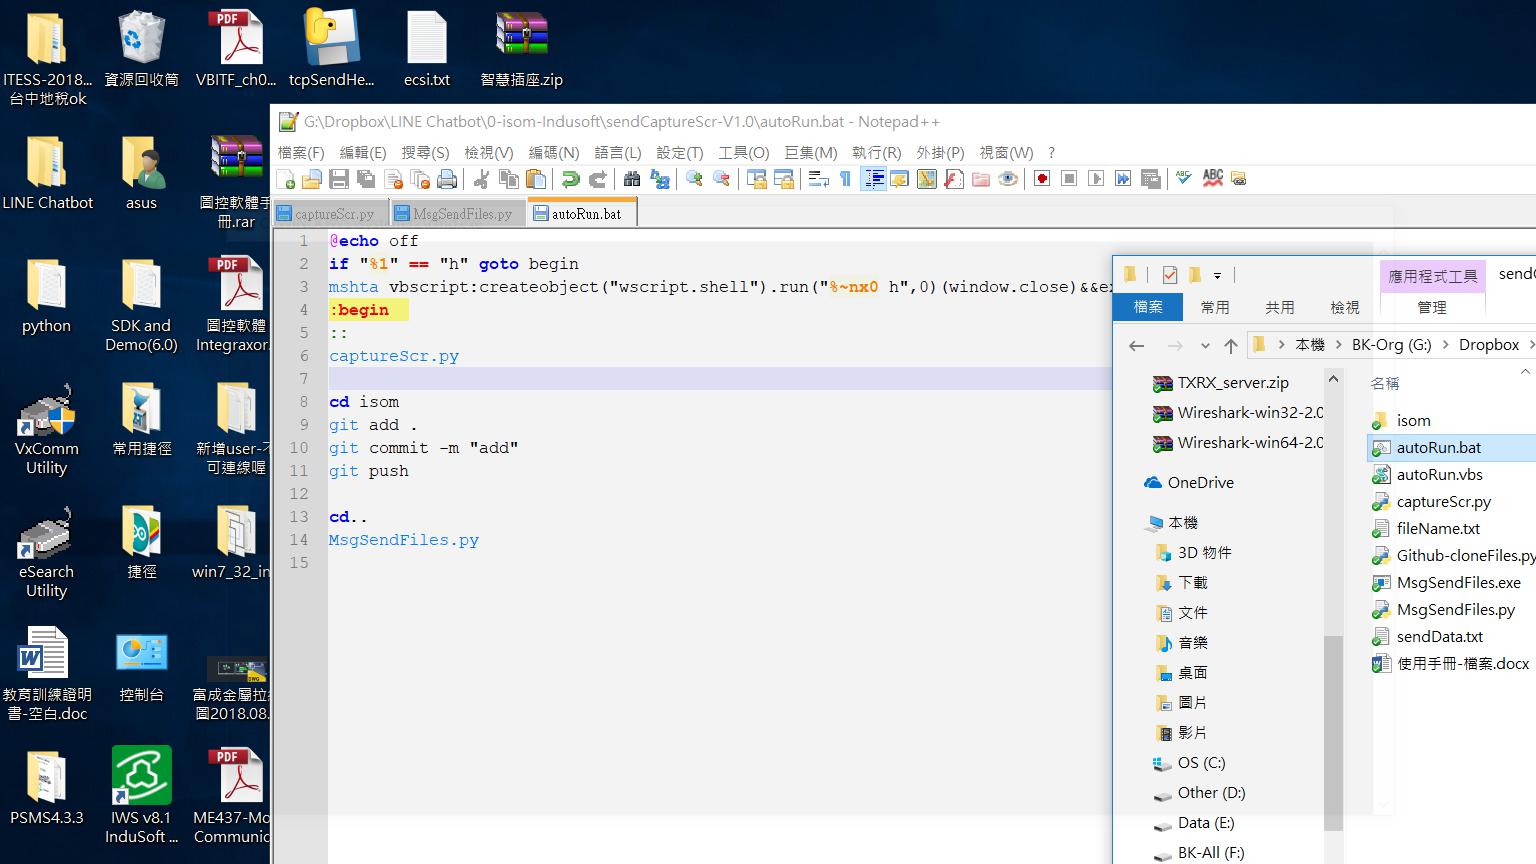 ITESS-2018...
台中地稅ok
資源回收筒
VBITF_ch0...
tcpSendHe...
ecsi.txt
智慧插座.zip
LINE Chatbot
asus
圖控軟體手
冊.rar
python
SDK and
Demo(6.0)
圖控軟體
Integraxor.
VxComm
Utility
常用捷徑
新增user-不
可連線喔
eSearch
Utility
捷徑
win7_32_in
教育訓練證明
書-空白.doc
控制台
富成金屬拉
圖2018.08.
PSMS4.3.3
IWS v8.1
InduSoft ...
ME437-Mo
Communic
G:\Dropbox\LINE Chatbot\0-isom-Indusoft\sendCaptureScr-V1.0\autoRun.bat - Notepad++
檔案(F) 編輯(E) 搜尋(S) 檢視(V) 編碼(N) 語言(L) 設定(T) 工具(O) 巨集(M) 執行(R) 外掛(P) 視窗(W) ?
captureScr.py MsgSendFiles.py autoRun.bat
1 @echo off
2 if "%1" == "h" goto begin
3 mshta vbscript:createobject("wscript.shell").run("%~nx0 h",0)(window.close)&&ex
4 :begin
5 ::
6 captureScr.py
7
8 cd isom
9 git add .
10 git commit -m "add"
11 git push
12
13 cd..
14 MsgSendFiles.py
15
應用程式工具 send
檔案 常用 共用 檢視 管理
本機 > BK-Org (G:) > Dropbox >
TXRX_server.zip
Wireshark-win32-2.0
Wireshark-win64-2.0
OneDrive
本機
3D 物件
下載
文件
音樂
桌面
圖片
影片
OS (C:)
Other (D:)
Data (E:)
BK-All (F:)
名稱
isom
autoRun.bat
autoRun.vbs
captureScr.py
fileName.txt
Github-cloneFiles.py
MsgSendFiles.exe
MsgSendFiles.py
sendData.txt
使用手冊-檔案.docx